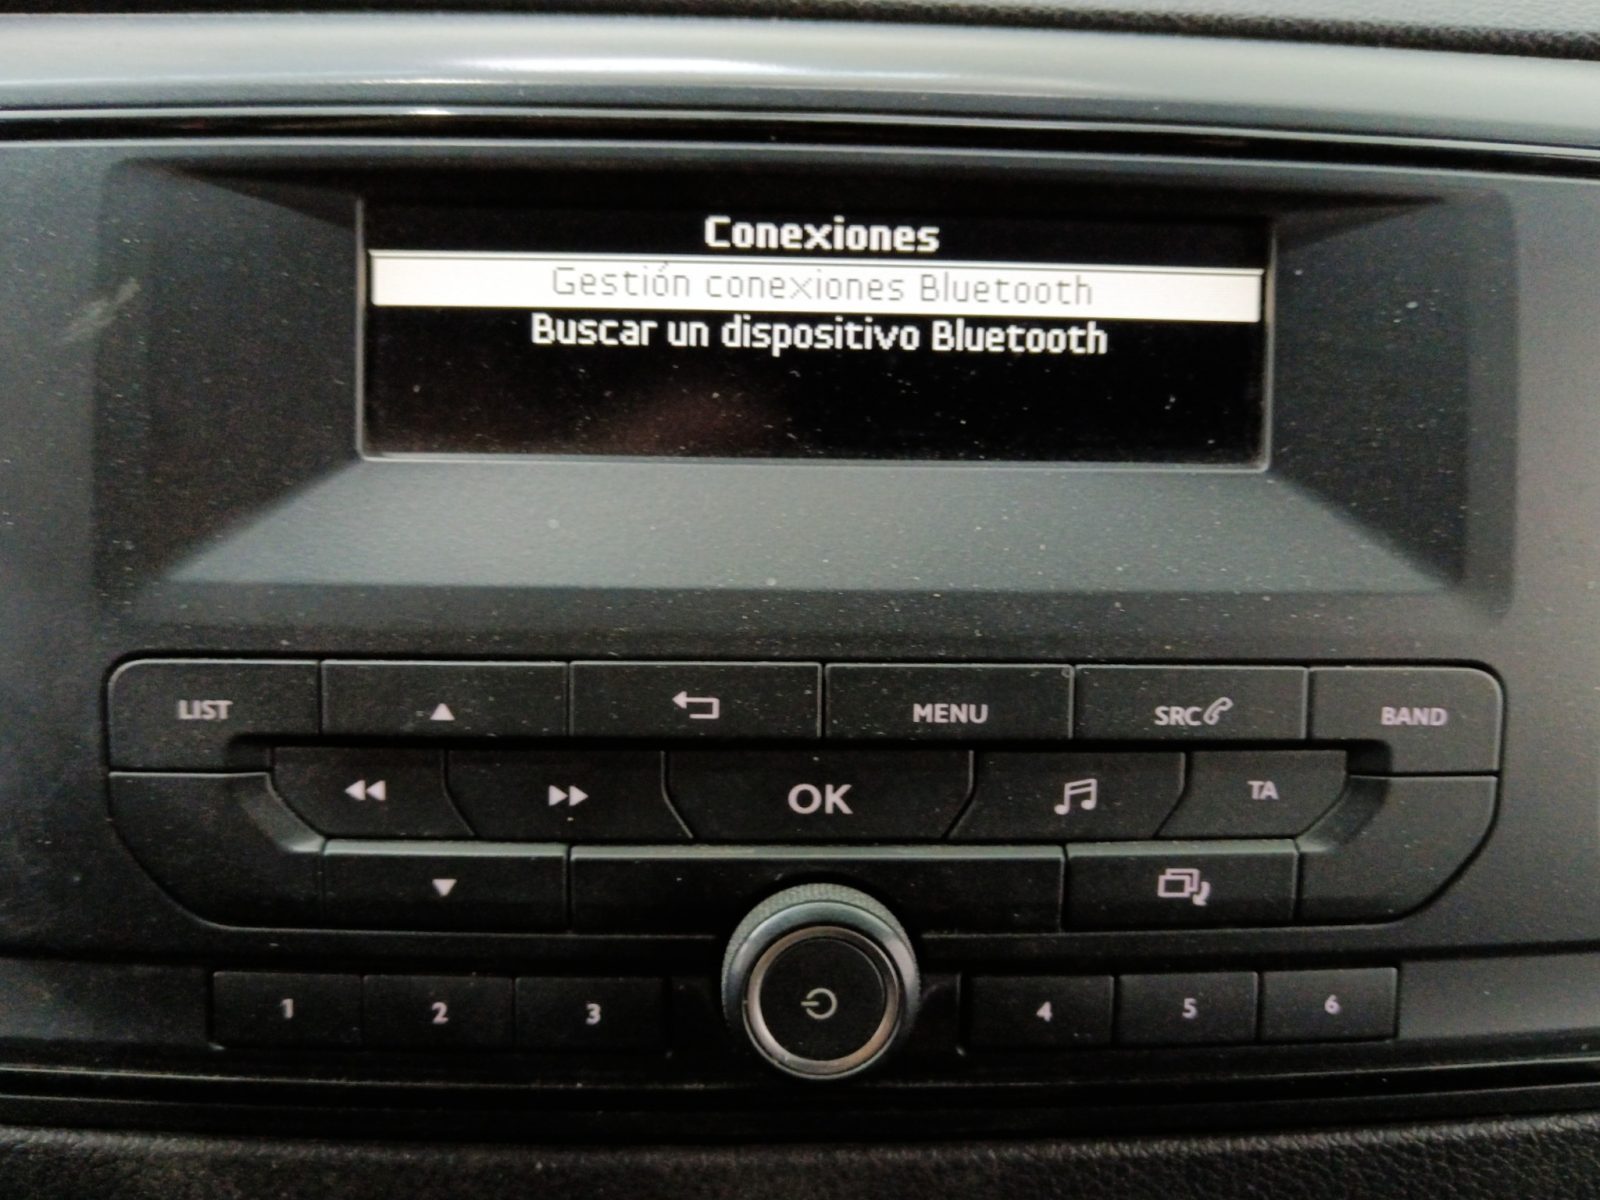 Conexiones
Gestión conexiones Bluetooth
Buscar un dispositivo Bluetooth
LIST MENU SRC BAND
OK TA
1 2 3 4 5 6